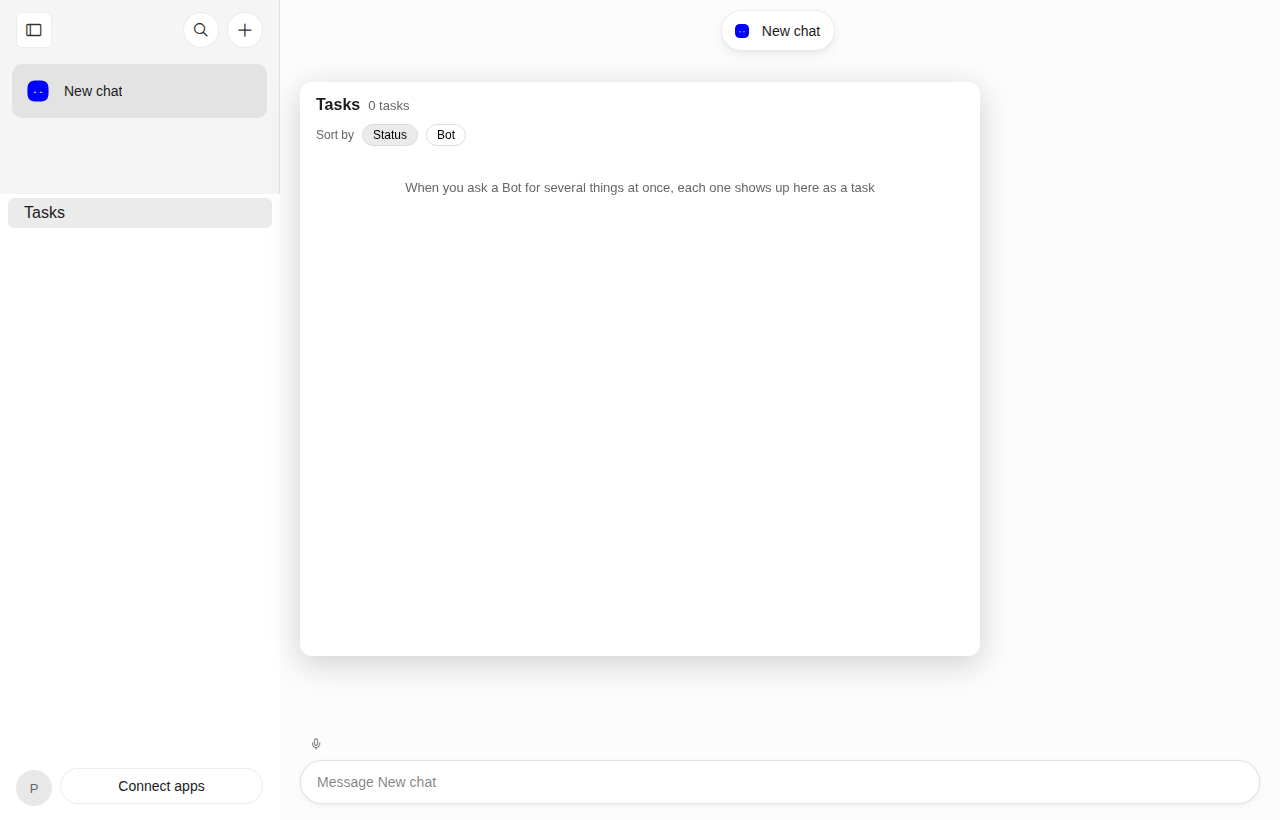 New chat
New chat
Tasks
Tasks 0 tasks
Sort by Status Bot
When you ask a Bot for several things at once, each one shows up here as a task
P Connect apps
Message New chat